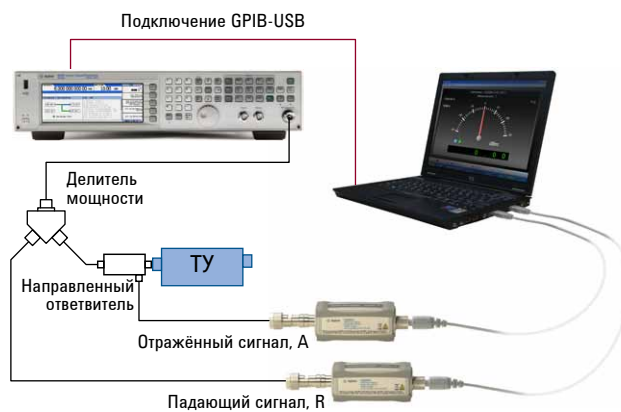 Подключение GPIB-USB
Делитель
мощности
Направленный
ответвитель
ТУ
Отражённый сигнал, А
Падающий сигнал, R